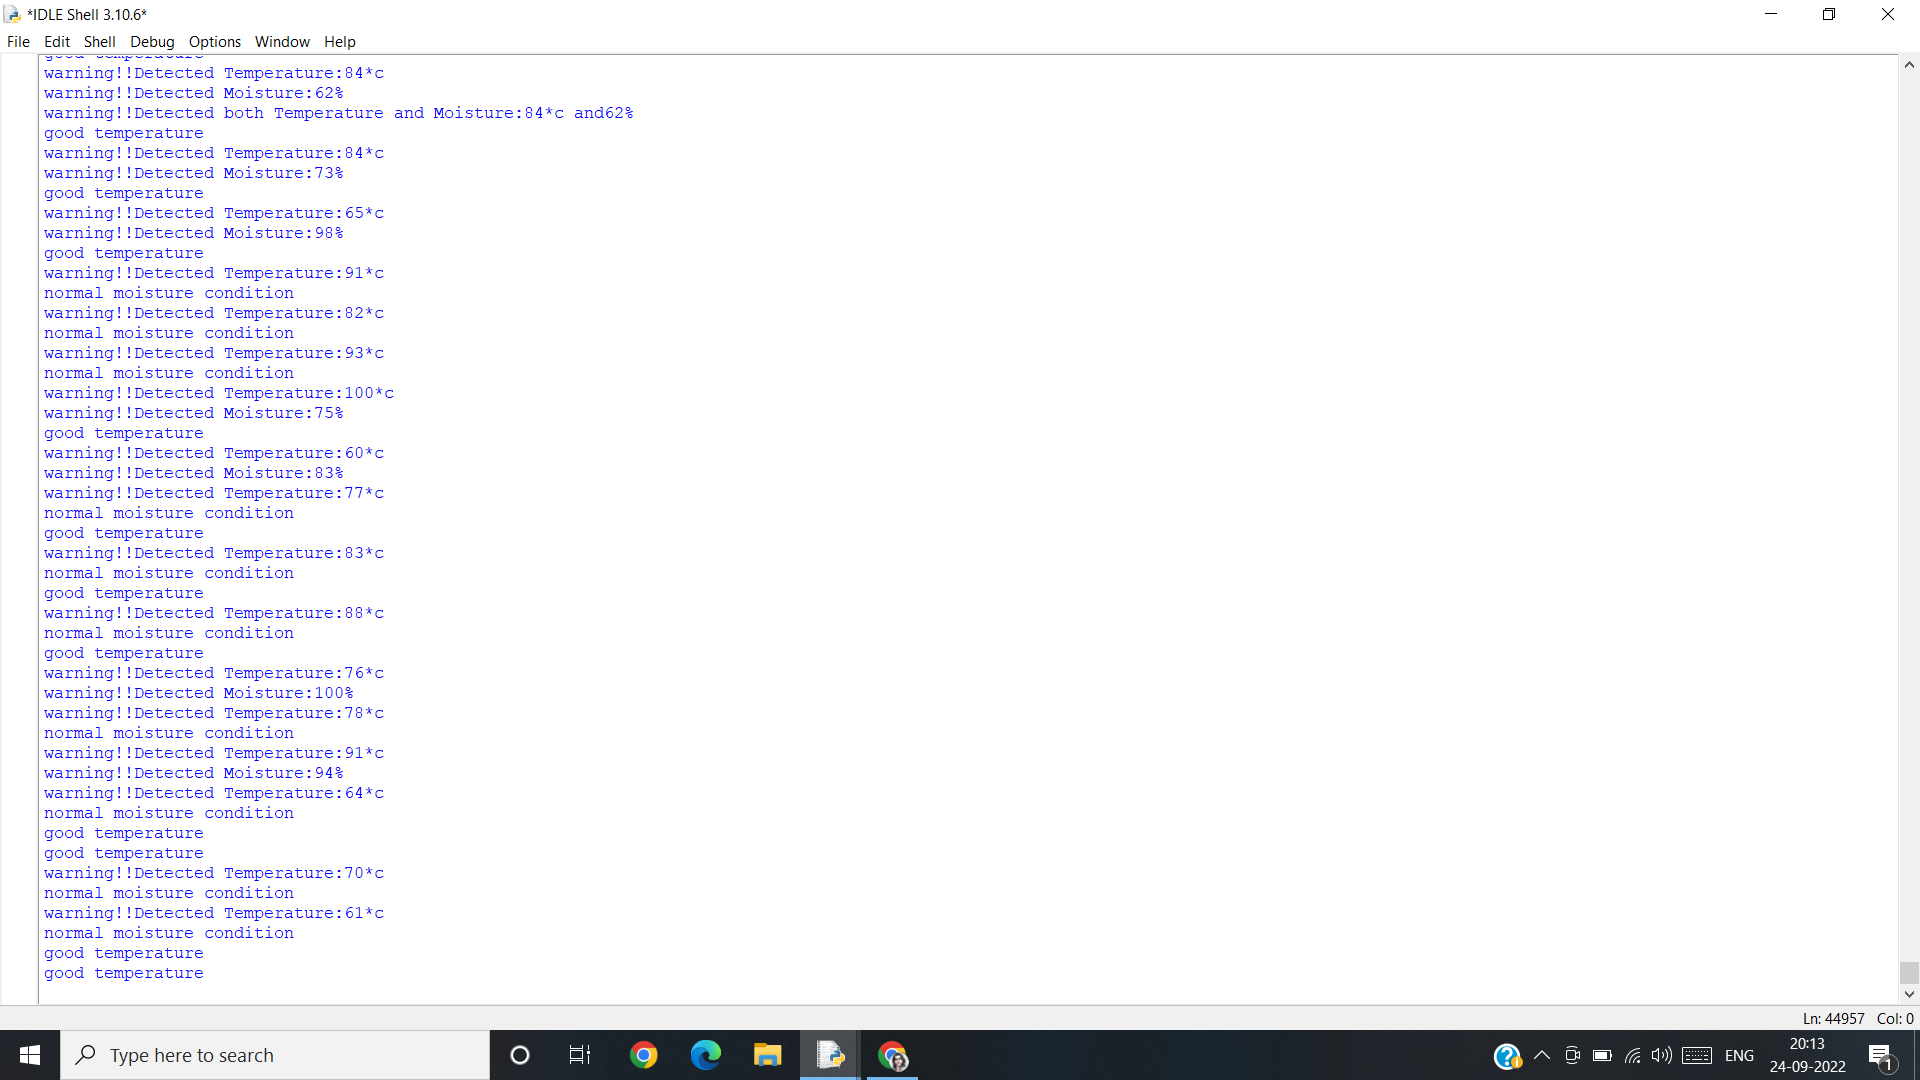 *IDLE Shell 3.10.6*
File Edit Shell Debug Options Window Help
good temperature
warning!!Detected Temperature:84*c
warning!!Detected Moisture:62%
warning!!Detected both Temperature and Moisture:84*c and62%
good temperature
warning!!Detected Temperature:84*c
warning!!Detected Moisture:73%
good temperature
warning!!Detected Temperature:65*c
warning!!Detected Moisture:98%
good temperature
warning!!Detected Temperature:91*c
normal moisture condition
warning!!Detected Temperature:82*c
normal moisture condition
warning!!Detected Temperature:93*c
normal moisture condition
warning!!Detected Temperature:100*c
warning!!Detected Moisture:75%
good temperature
warning!!Detected Temperature:60*c
warning!!Detected Moisture:83%
warning!!Detected Temperature:77*c
normal moisture condition
good temperature
warning!!Detected Temperature:83*c
normal moisture condition
good temperature
warning!!Detected Temperature:88*c
normal moisture condition
good temperature
warning!!Detected Temperature:76*c
warning!!Detected Moisture:100%
warning!!Detected Temperature:78*c
normal moisture condition
warning!!Detected Temperature:91*c
warning!!Detected Moisture:94%
warning!!Detected Temperature:64*c
normal moisture condition
good temperature
good temperature
warning!!Detected Temperature:70*c
normal moisture condition
warning!!Detected Temperature:61*c
normal moisture condition
good temperature
good temperature
Ln: 44957 Col: 0
Type here to search
ENG
20:13
24-09-2022
1